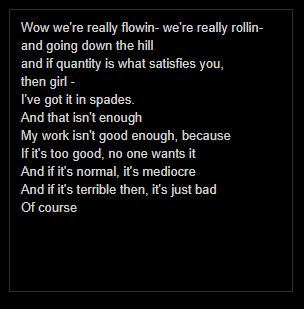 Wow we're really flowin- we're really rollin-
and going down the hill
and if quantity is what satisfies you,
then girl -
I've got it in spades.
And that isn't enough
My work isn't good enough, because
If it's too good, no one wants it
And if it's normal, it's mediocre
And if it's terrible then, it's just bad
Of course